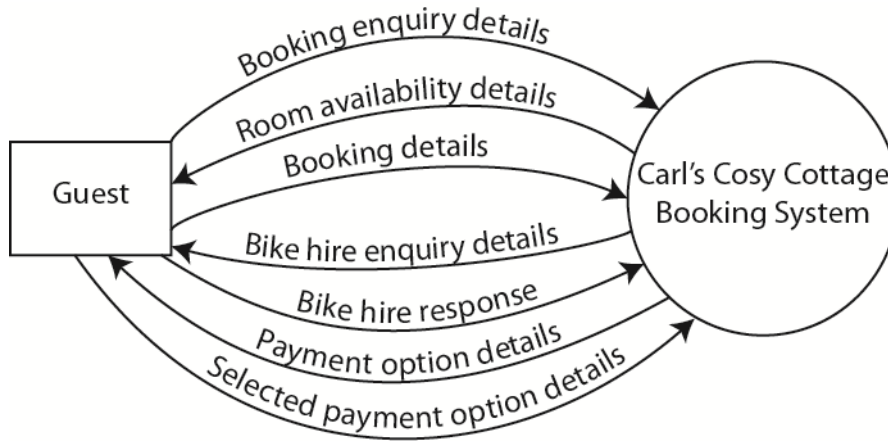 Booking enquiry details
Room availability details
Booking details
Guest
Carl's Cosy Cottage
Booking System
Bike hire enquiry details
Bike hire response
Payment option details
Selected payment option details